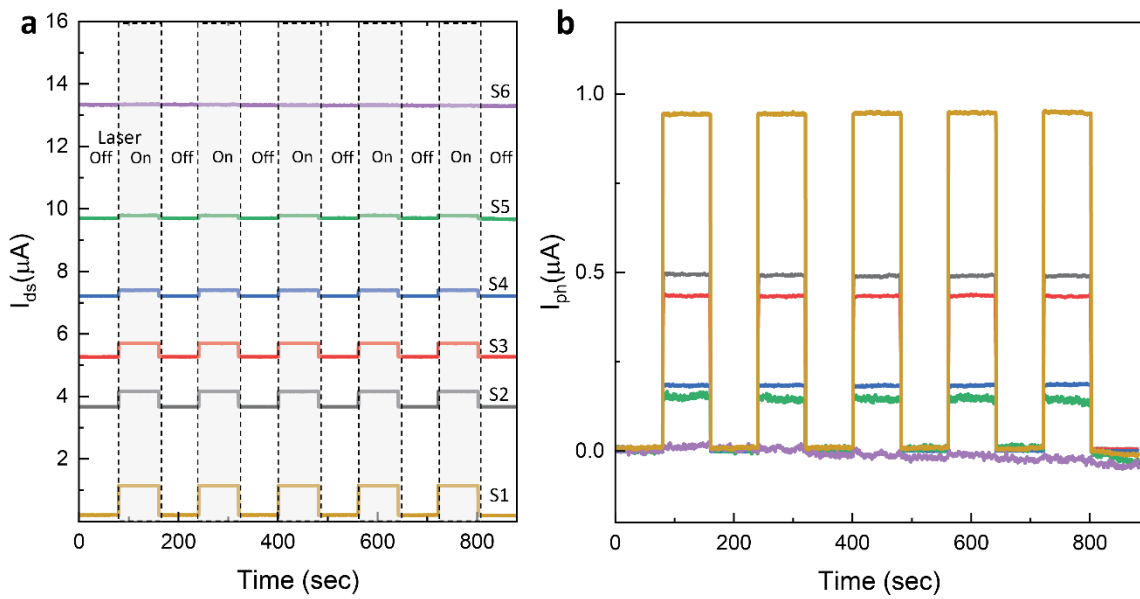 a
16
14
12
10
8
6
4
2
I_ds(μA)
S6
Laser
Off On Off On Off On Off On Off On Off
S5
S4
S3
S2
S1
0 200 400 600 800
Time (sec)
b
1.0
0.5
0.0
I_ph(μA)
0 200 400 600 800
Time (sec)